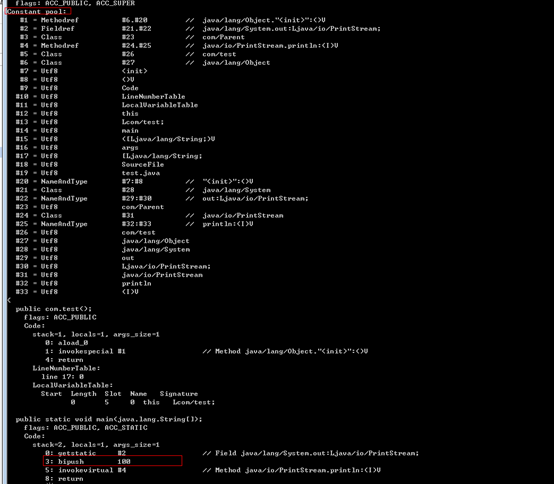 flags: ACC_PUBLIC, ACC_SUPER
Constant pool:
#1 = Methodref #6.#20 // java/lang/Object."<init>":()V
#2 = Fieldref #21.#22 // java/lang/System.out:Ljava/io/PrintStream;
#3 = Class #23 // com/Parent
#4 = Methodref #24.#25 // java/io/PrintStream.println:(I)V
#5 = Class #26 // com/test
#6 = Class #27 // java/lang/Object
#7 = Utf8 <init>
#8 = Utf8 ()V
#9 = Utf8 Code
#10 = Utf8 LineNumberTable
#11 = Utf8 LocalVariableTable
#12 = Utf8 this
#13 = Utf8 Lcom/test;
#14 = Utf8 main
#15 = Utf8 ([Ljava/lang/String;)V
#16 = Utf8 args
#17 = Utf8 [Ljava/lang/String;
#18 = Utf8 SourceFile
#19 = Utf8 test.java
#20 = NameAndType #7:#8 // "<init>":()V
#21 = Class #28 // java/lang/System
#22 = NameAndType #29:#30 // out:Ljava/io/PrintStream;
#23 = Utf8 com/Parent
#24 = Class #31 // java/io/PrintStream
#25 = NameAndType #32:#33 // println:(I)V
#26 = Utf8 com/test
#27 = Utf8 java/lang/Object
#28 = Utf8 java/lang/System
#29 = Utf8 out
#30 = Utf8 Ljava/io/PrintStream;
#31 = Utf8 java/io/PrintStream
#32 = Utf8 println
#33 = Utf8 (I)V
{
public com.test();
flags: ACC_PUBLIC
Code:
stack=1, locals=1, args_size=1
0: aload_0
1: invokespecial #1 // Method java/lang/Object."<init>":()V
4: return
LineNumberTable:
line 17: 0
LocalVariableTable:
Start Length Slot Name Signature
0 5 0 this Lcom/test;
public static void main(java.lang.String[]);
flags: ACC_PUBLIC, ACC_STATIC
Code:
stack=2, locals=1, args_size=1
0: getstatic #2 // Field java/lang/System.out:Ljava/io/PrintStream;
3: bipush 100
5: invokevirtual #4 // Method java/io/PrintStream.println:(I)V
8: return